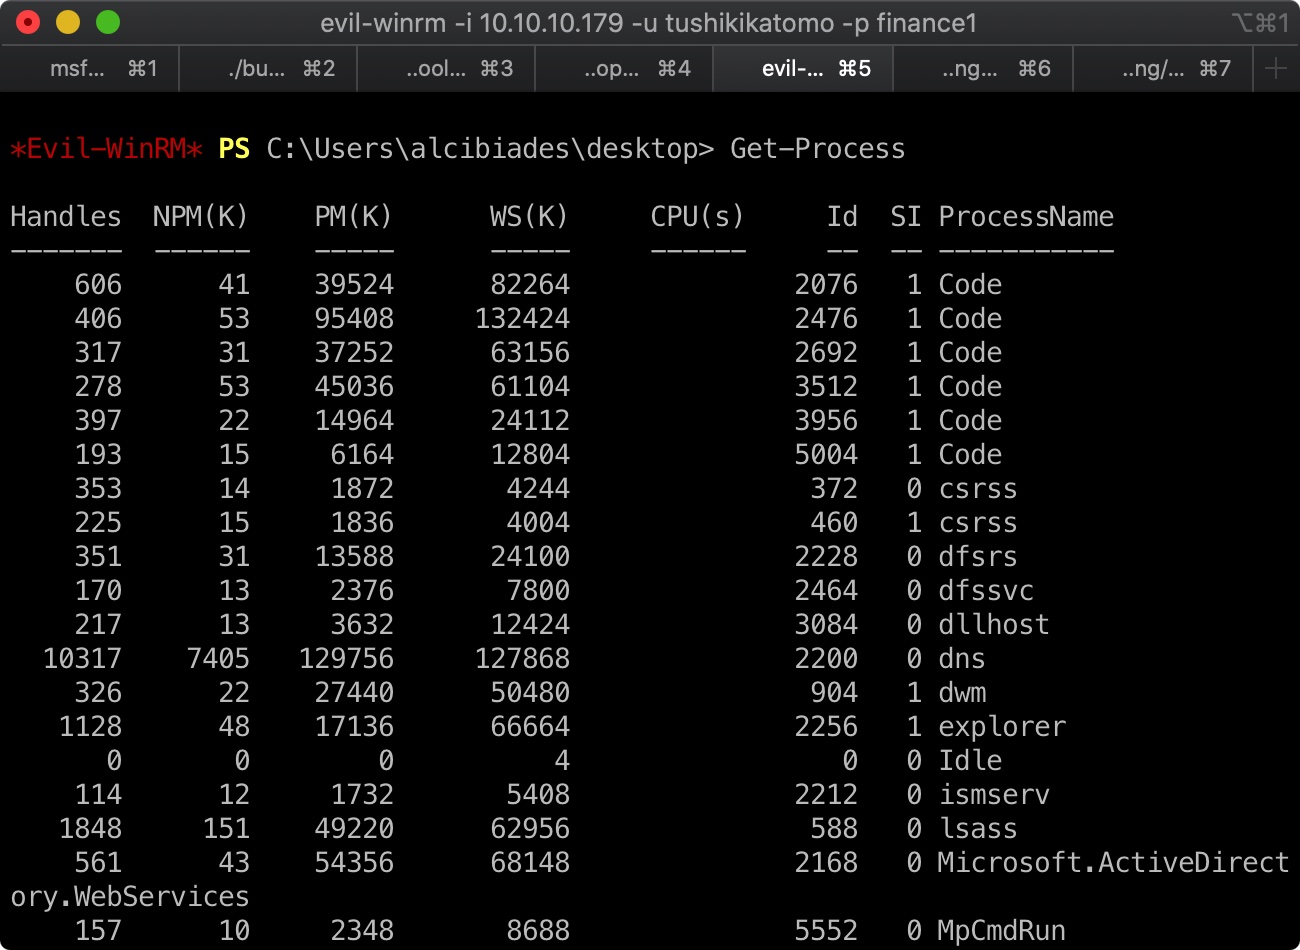 evil-winrm -i 10.10.10.179 -u tushikikatomo -p finance1 ⌥⌘1
msf... ⌘1 ./bu... ⌘2 ..ool... ⌘3 ..op... ⌘4 evil-... ⌘5 ..ng... ⌘6 ..ng/... ⌘7 +
*Evil-WinRM* PS C:\Users\alcibiades\desktop> Get-Process
Handles NPM(K) PM(K) WS(K) CPU(s) Id SI ProcessName
------- ------ ----- ----- ------ -- -- -----------
606 41 39524 82264 2076 1 Code
406 53 95408 132424 2476 1 Code
317 31 37252 63156 2692 1 Code
278 53 45036 61104 3512 1 Code
397 22 14964 24112 3956 1 Code
193 15 6164 12804 5004 1 Code
353 14 1872 4244 372 0 csrss
225 15 1836 4004 460 1 csrss
351 31 13588 24100 2228 0 dfsrs
170 13 2376 7800 2464 0 dfssvc
217 13 3632 12424 3084 0 dllhost
10317 7405 129756 127868 2200 0 dns
326 22 27440 50480 904 1 dwm
1128 48 17136 66664 2256 1 explorer
0 0 0 4 0 0 Idle
114 12 1732 5408 2212 0 ismserv
1848 151 49220 62956 588 0 lsass
561 43 54356 68148 2168 0 Microsoft.ActiveDirect
ory.WebServices
157 10 2348 8688 5552 0 MpCmdRun